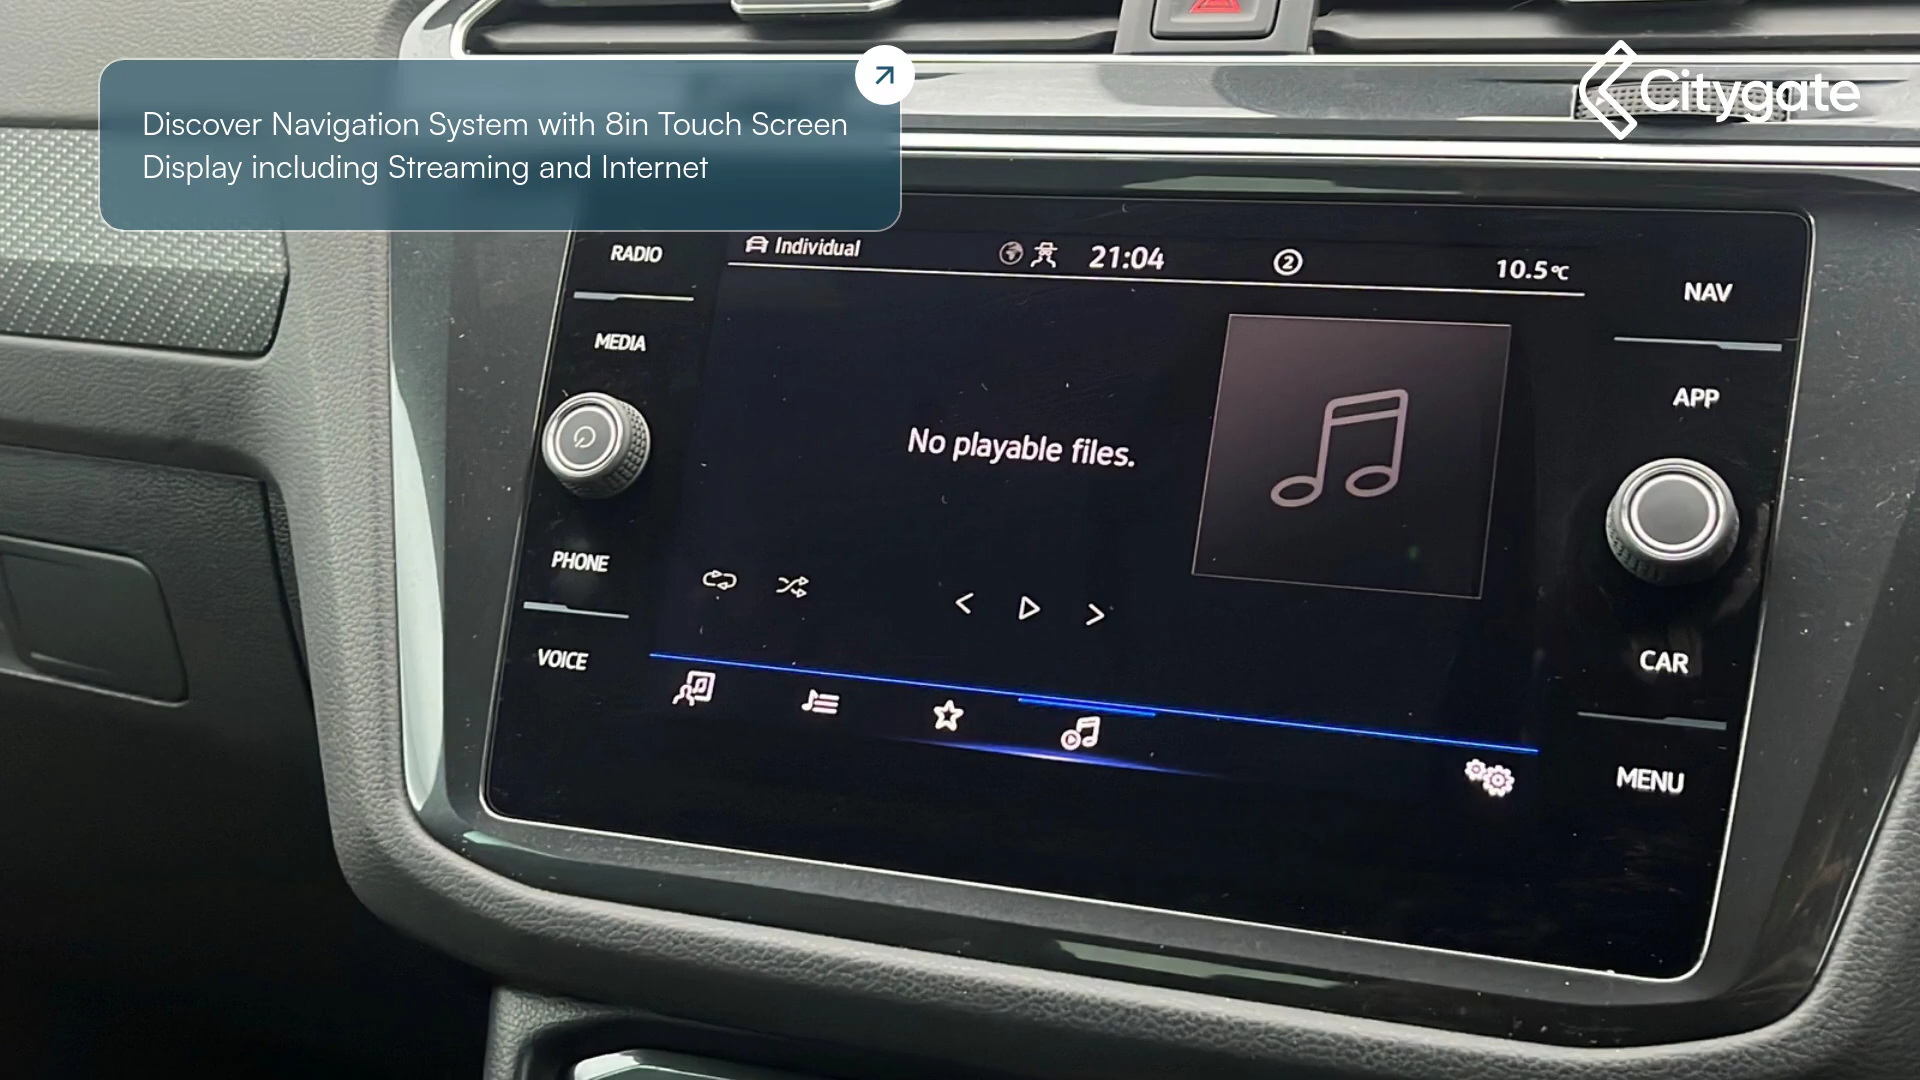 Discover Navigation System with 8in Touch Screen
Display including Streaming and Internet
Citygate
RADIO
MEDIA
PHONE
VOICE
Individual
21:04
2
10.5°C
No playable files.
NAV
APP
CAR
MENU